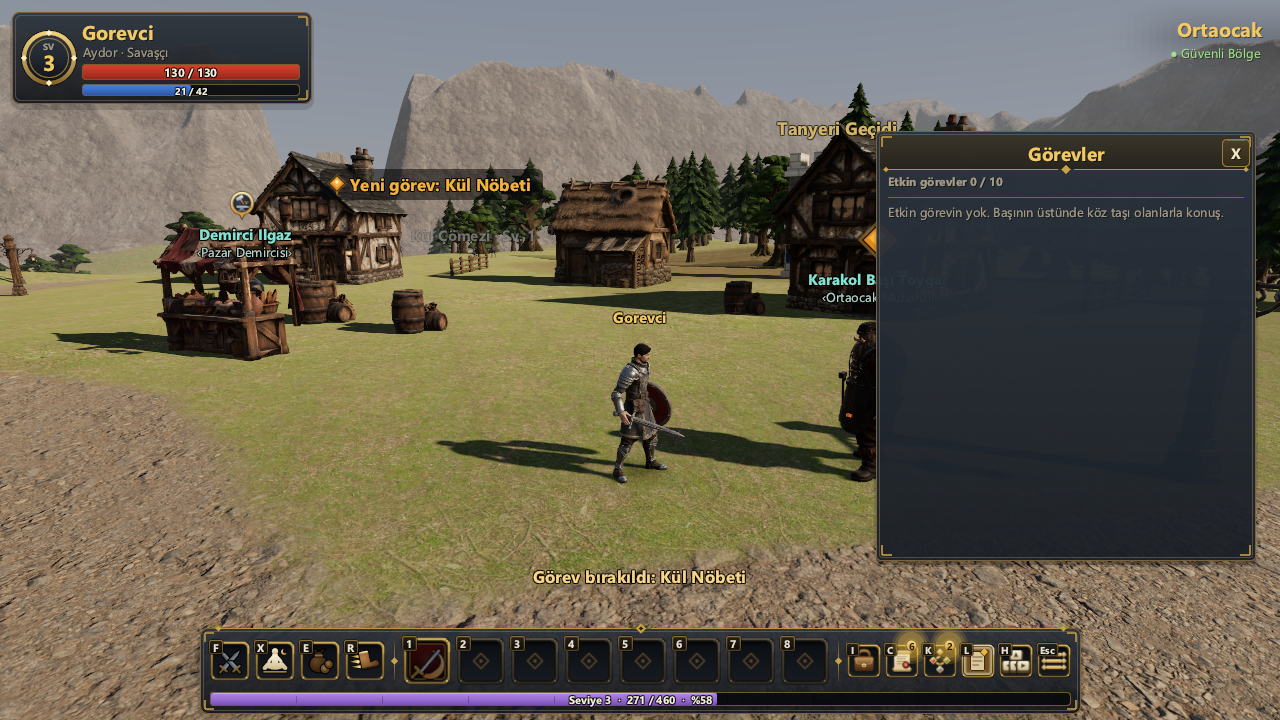 SV
3
Gorevci
Aydor · Savaşçı
130 / 130
21 / 42
Ortaocak
Güvenli Bölge
Tanyeri Geçidi
Yeni görev: Kül Nöbeti
Demirci Ilgaz
‹Pazar Demircisi›
Karakol Başı Toygar
‹Ortaocak
Gorevci
Görevler
X
Etkin görevler 0 / 10
Etkin görevin yok. Başının üstünde köz taşı olanlarla konuş.
Görev bırakıldı: Kül Nöbeti
F
X
E
R
1
2
3
4
5
6
7
8
I
C
6
K
2
L
H
Esc
Seviye 3 · 271 / 460 · %58